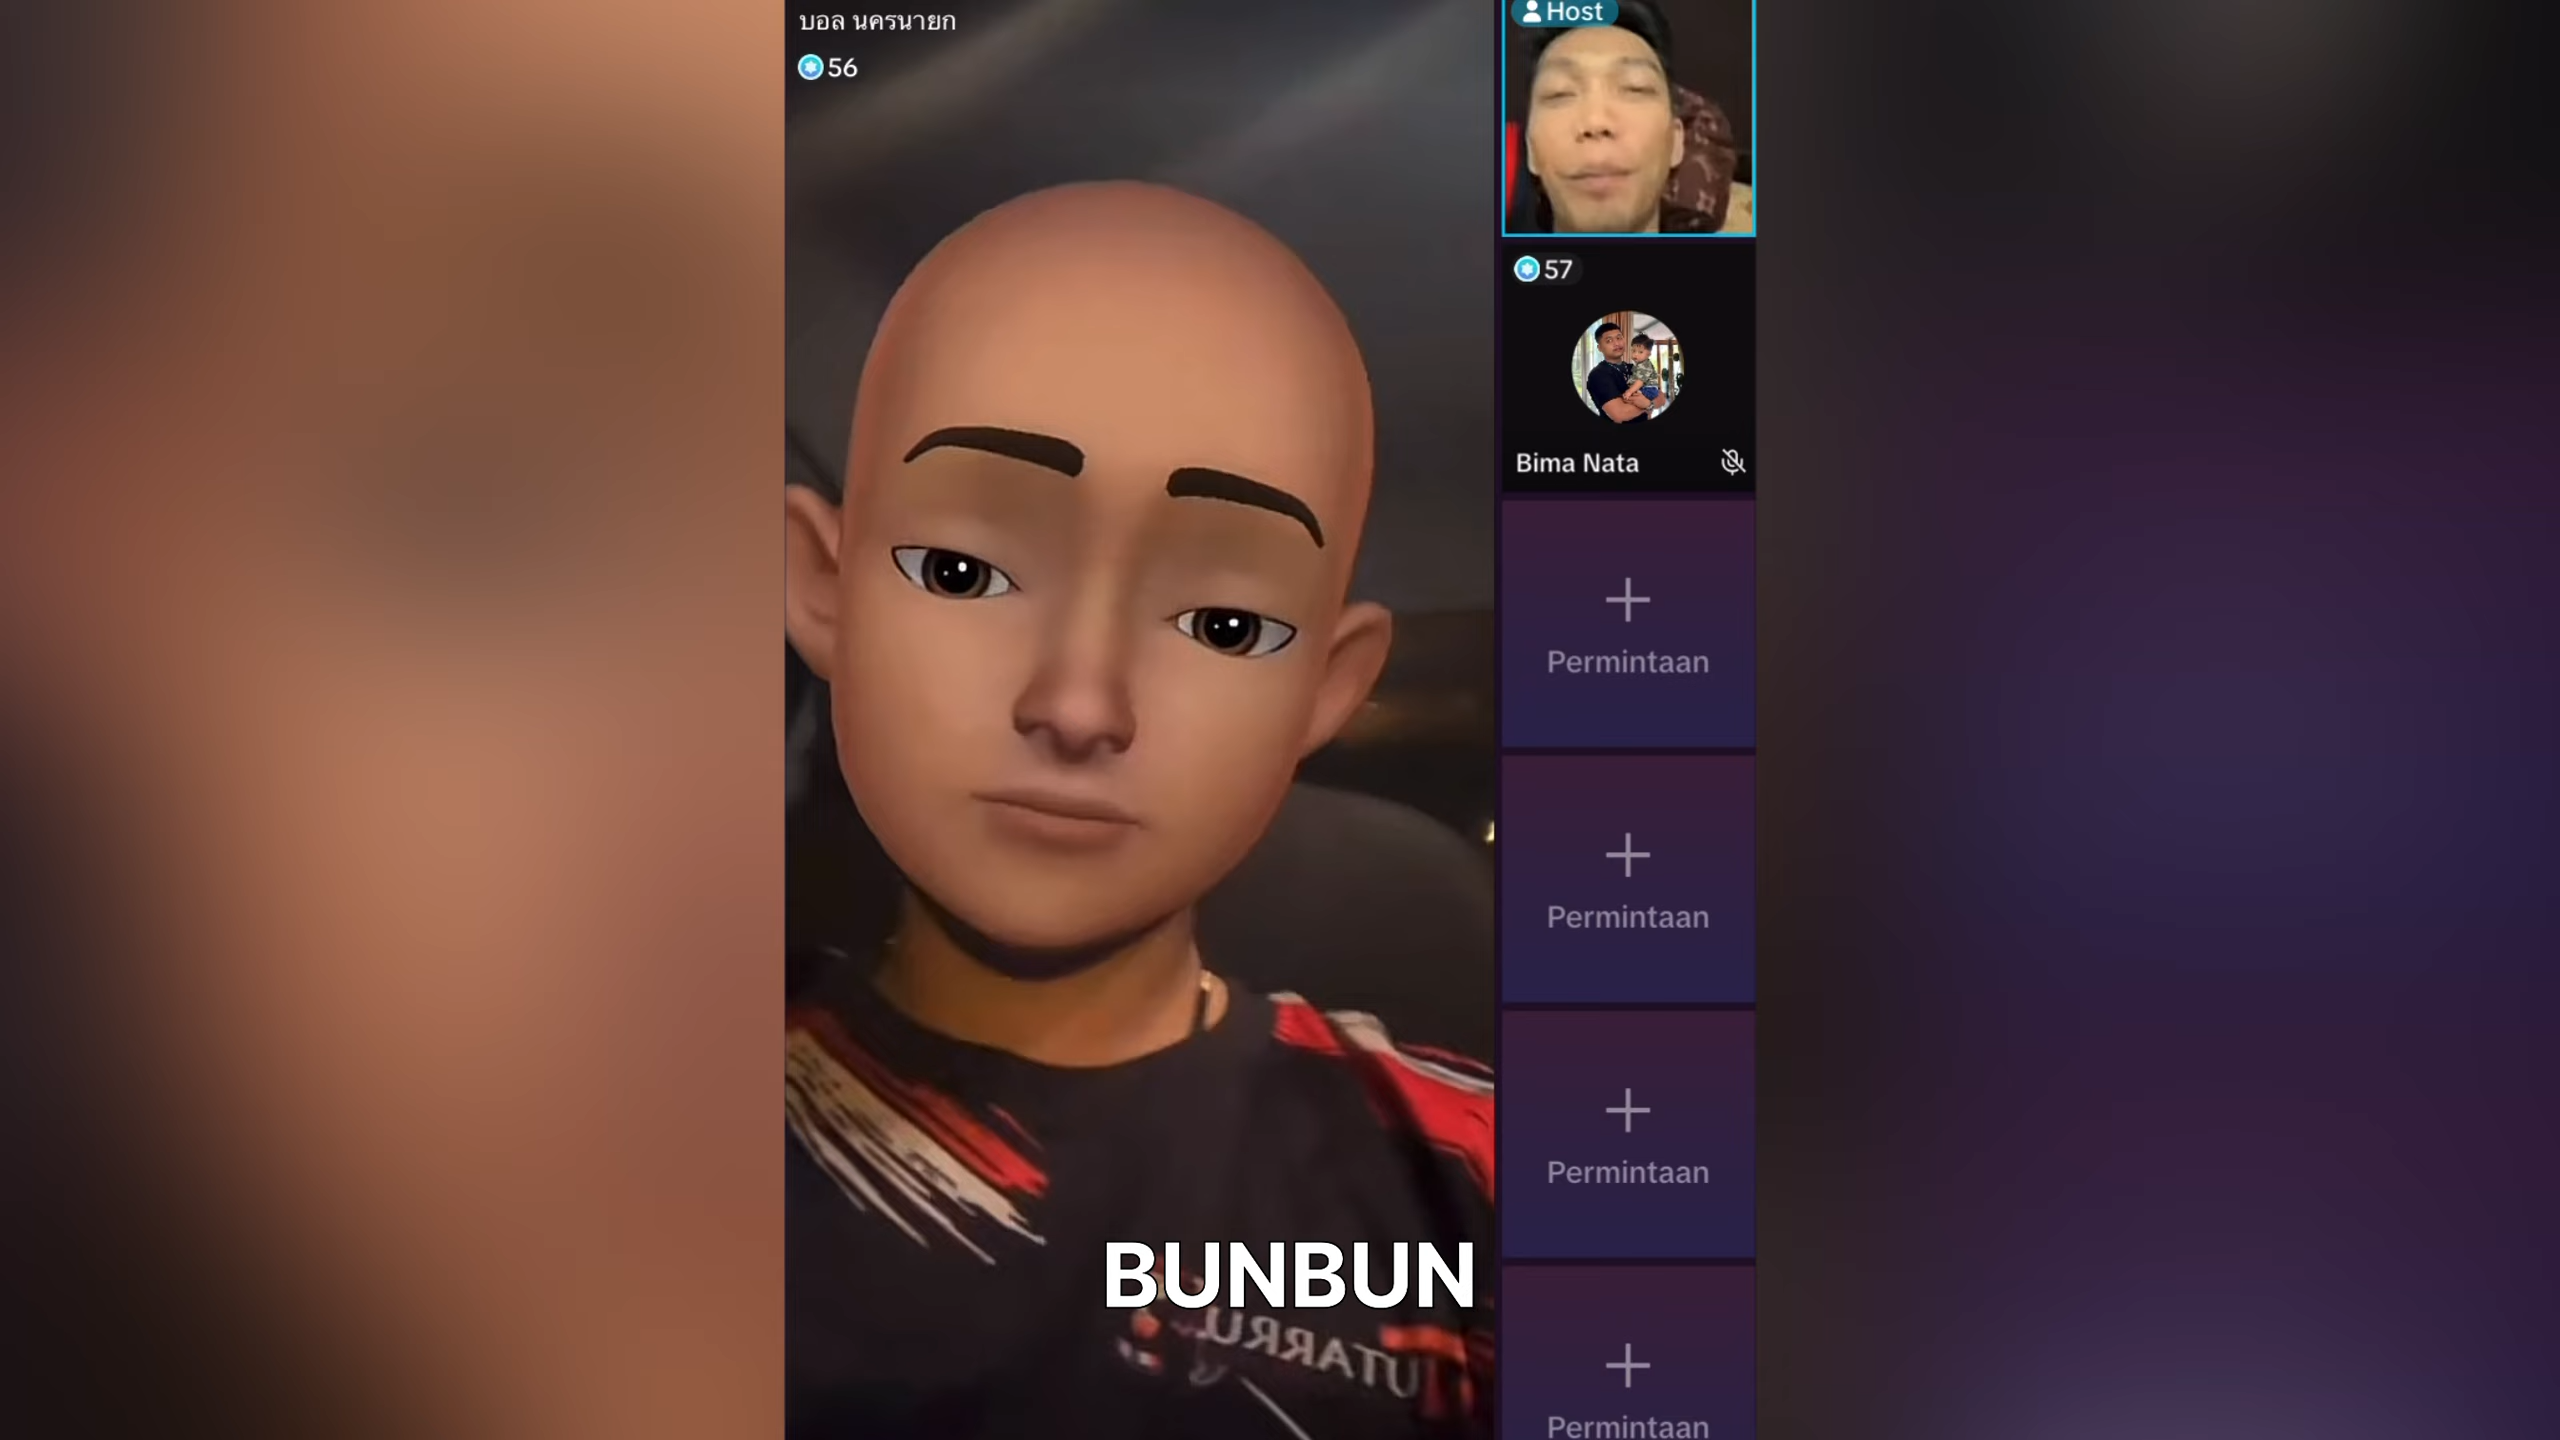 บอล นครนายก
56
Host
57
Bima Nata
Permintaan
Permintaan
Permintaan
Permintaan
BUNBUN